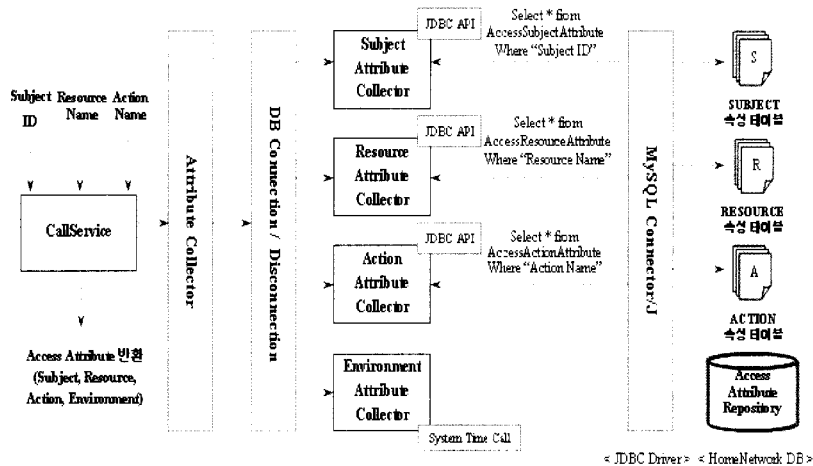 Subject ID
Resource Name
Action Name
CallService
Access Attribute 반환
(Subject, Resource,
Action, Environment)
Attribute Collector
DB Connection / Disconnection
JDBC API
Subject
Attribute
Collector
Select * from
AccessSubjectAttribute
Where “Subject ID”
JDBC API
Resource
Attribute
Collector
Select * from
AccessResourceAttribute
Where “Resource Name”
JDBC API
Action
Attribute
Collector
Select * from
AccessActionAttribute
Where “Action Name”
Environment
Attribute
Collector
System Time Call
MySQL Connector/J
S
SUBJECT
속성 테이블
R
RESOURCE
속성 테이블
A
ACTION
속성 테이블
Access
Attribute
Repository
< JDBC Driver > < HomeNetwork DB >